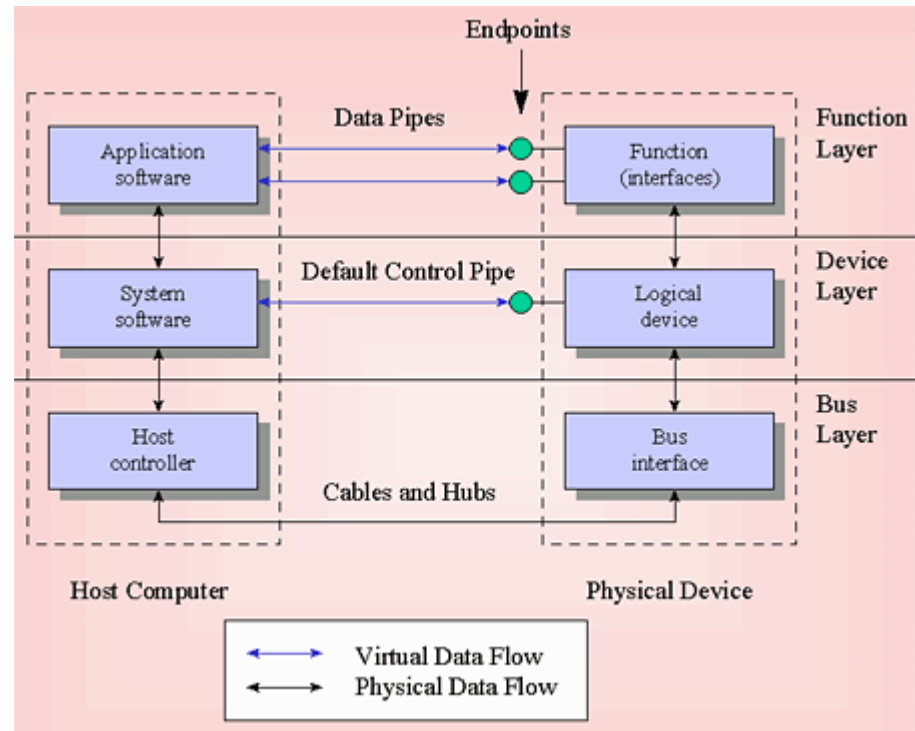 Endpoints
Data Pipes
Application
software
Function
(interfaces)
Function
Layer
Default Control Pipe
System
software
Logical
device
Device
Layer
Host
controller
Bus
interface
Bus
Layer
Cables and Hubs
Host Computer
Physical Device
Virtual Data Flow
Physical Data Flow